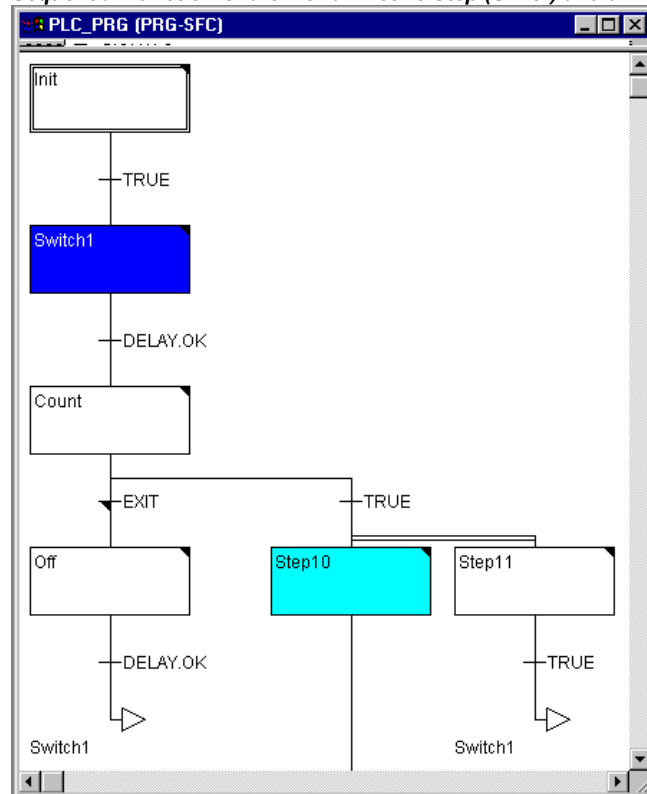 PLC_PRG (PRG-SFC)
Init
TRUE
Switch1
DELAY.OK
Count
EXIT
TRUE
Off
Step10
Step11
DELAY.OK
TRUE
Switch1
Switch1